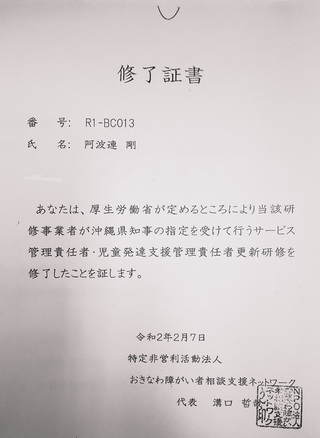 修了証書
番　号：　R1-BC013
氏　名：　阿波連　剛
あなたは、厚生労働省が定めるところにより当該研
修事業者が沖縄県知事の指定を受けて行うサービス
管理責任者・児童発達支援管理責任者更新研修を
修了したことを証します。
令和2年2月7日
特定非営利活動法人
おきなわ障がい者相談支援ネットワーク
代表　溝口　哲哉